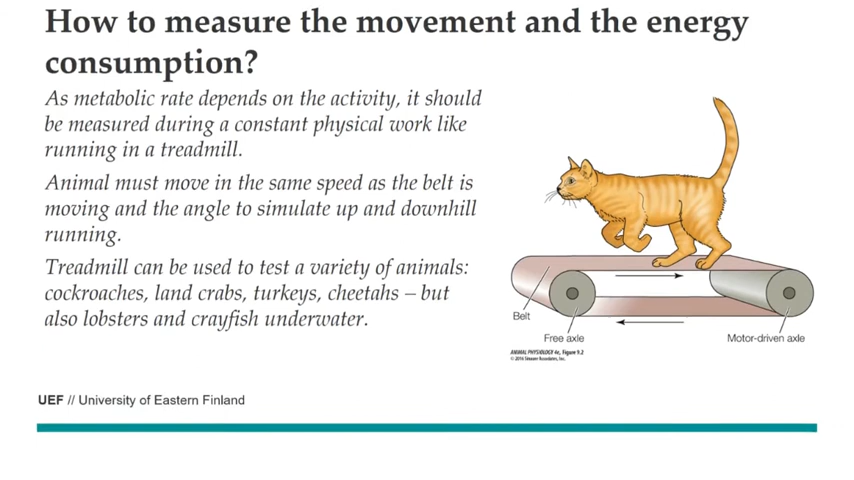 How to measure the movement and the energy
consumption?
As metabolic rate depends on the activity, it should
be measured during a constant physical work like
running in a treadmill.
Animal must move in the same speed as the belt is
moving and the angle to simulate up and downhill
running.
Treadmill can be used to test a variety of animals:
cockroaches, land crabs, turkeys, cheetahs – but
also lobsters and crayfish underwater.
Belt
Free axle
Motor-driven axle
ANIMAL PHYSIOLOGY 4e, Figure 9.2
© 2016 Sinauer Associates, Inc.
UEF // University of Eastern Finland